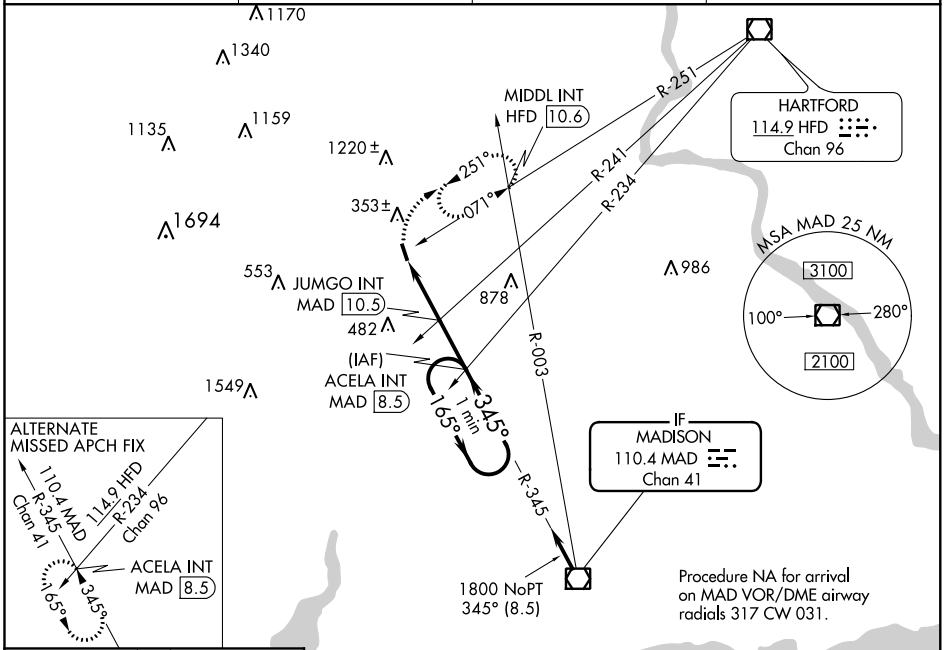 1170
1340
1159
1135
1220 ±
1694
353±
553
482
878
986
1549
MIDDL INT
HFD 10.6
R-251
R-241
R-234
HARTFORD
114.9 HFD
Chan 96
251°
071°
MSA MAD 25 NM
3100
100°
280°
2100
JUMGO INT
MAD 10.5
(IAF)
ACELA INT
MAD 8.5
R-003
165°
1 min
345°
IF
MADISON
110.4 MAD
Chan 41
R-345
1800 NoPT
345° (8.5)
Procedure NA for arrival
on MAD VOR/DME airway
radials 317 CW 031.
ALTERNATE
MISSED APCH FIX
110.4 MAD
R-345
Chan 41
114.9 HFD
R-234
Chan 96
ACELA INT
MAD 8.5
165°
345°